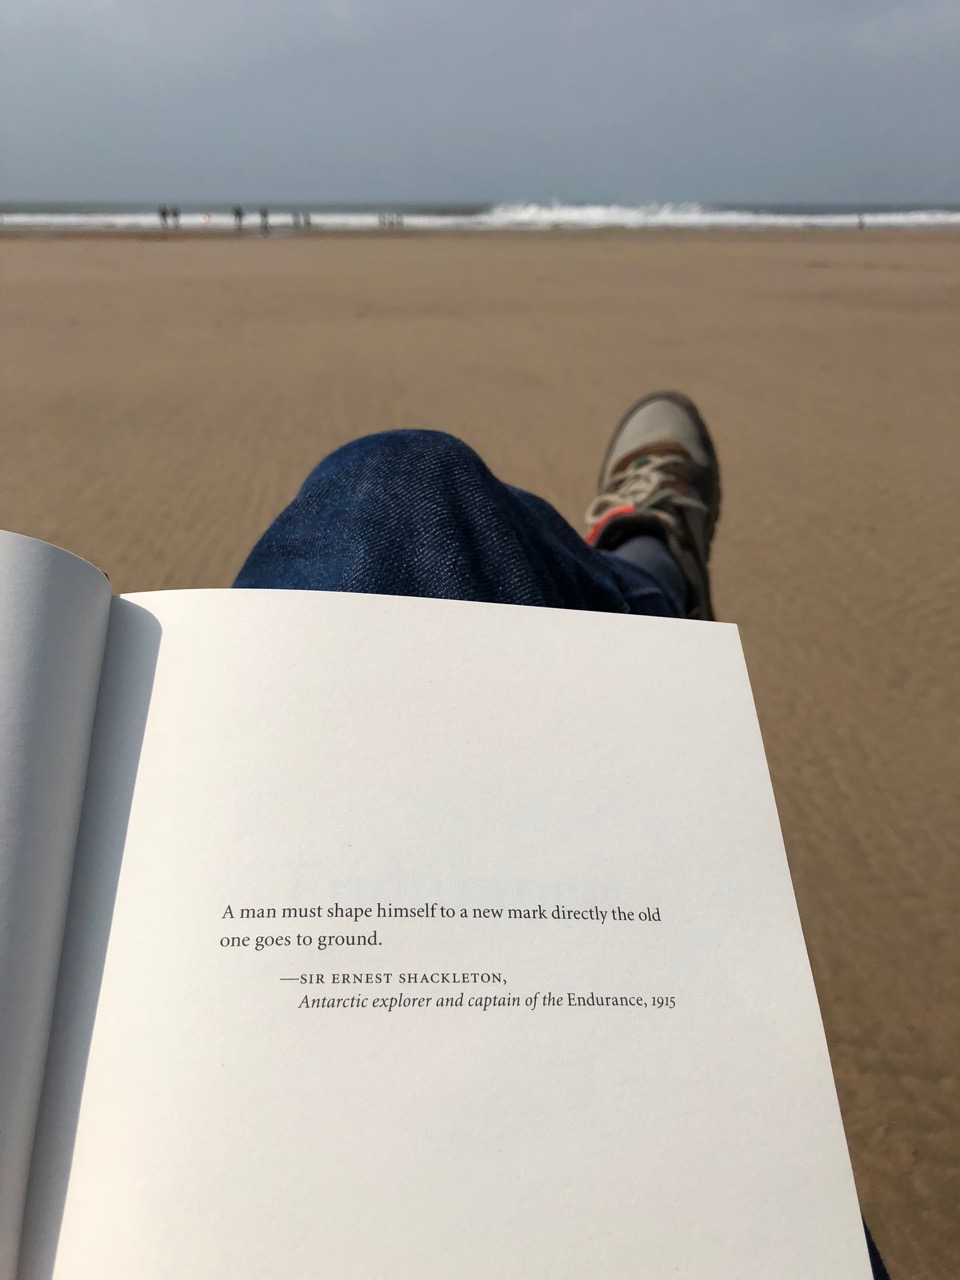 A man must shape himself to a new mark directly the old
one goes to ground.
—SIR ERNEST SHACKLETON,
Antarctic explorer and captain of the Endurance, 1915